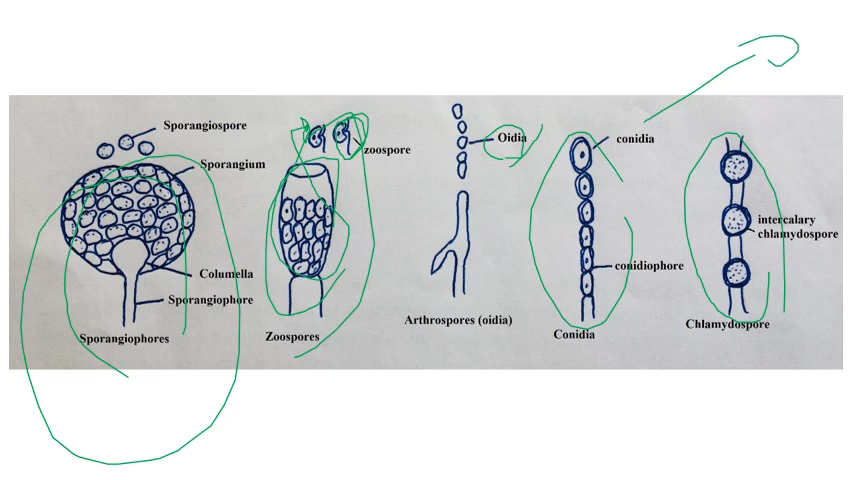 Sporangiospore
Sporangium
Columella
Sporangiophore
Sporangiophores
zoospore
Zoospores
Oidia
Arthrospores (oidia)
conidia
conidiophore
Conidia
intercalary
chlamydospore
Chlamydospore